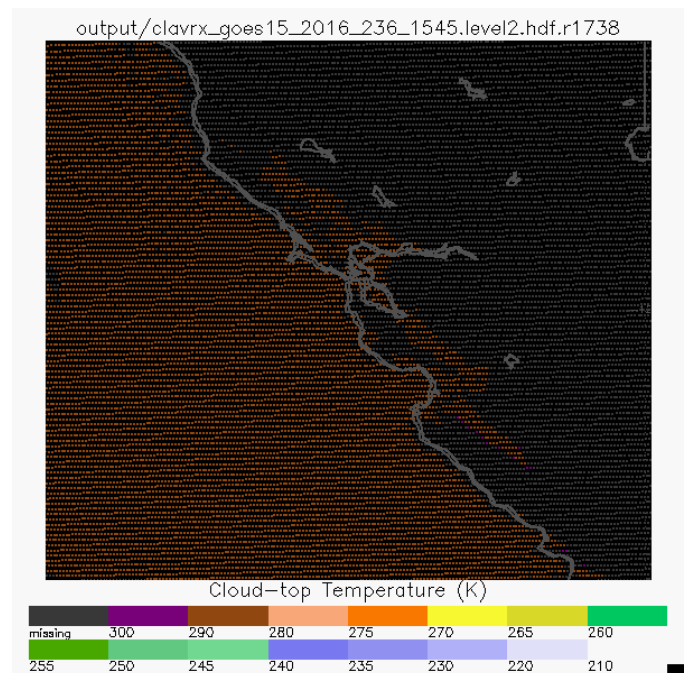 output/clavrx_goes15_2016_236_1545.level2.hdf.r1738
Cloud-top Temperature (K)
missing 300 290 280 275 270 265 260
255 250 245 240 235 230 220 210